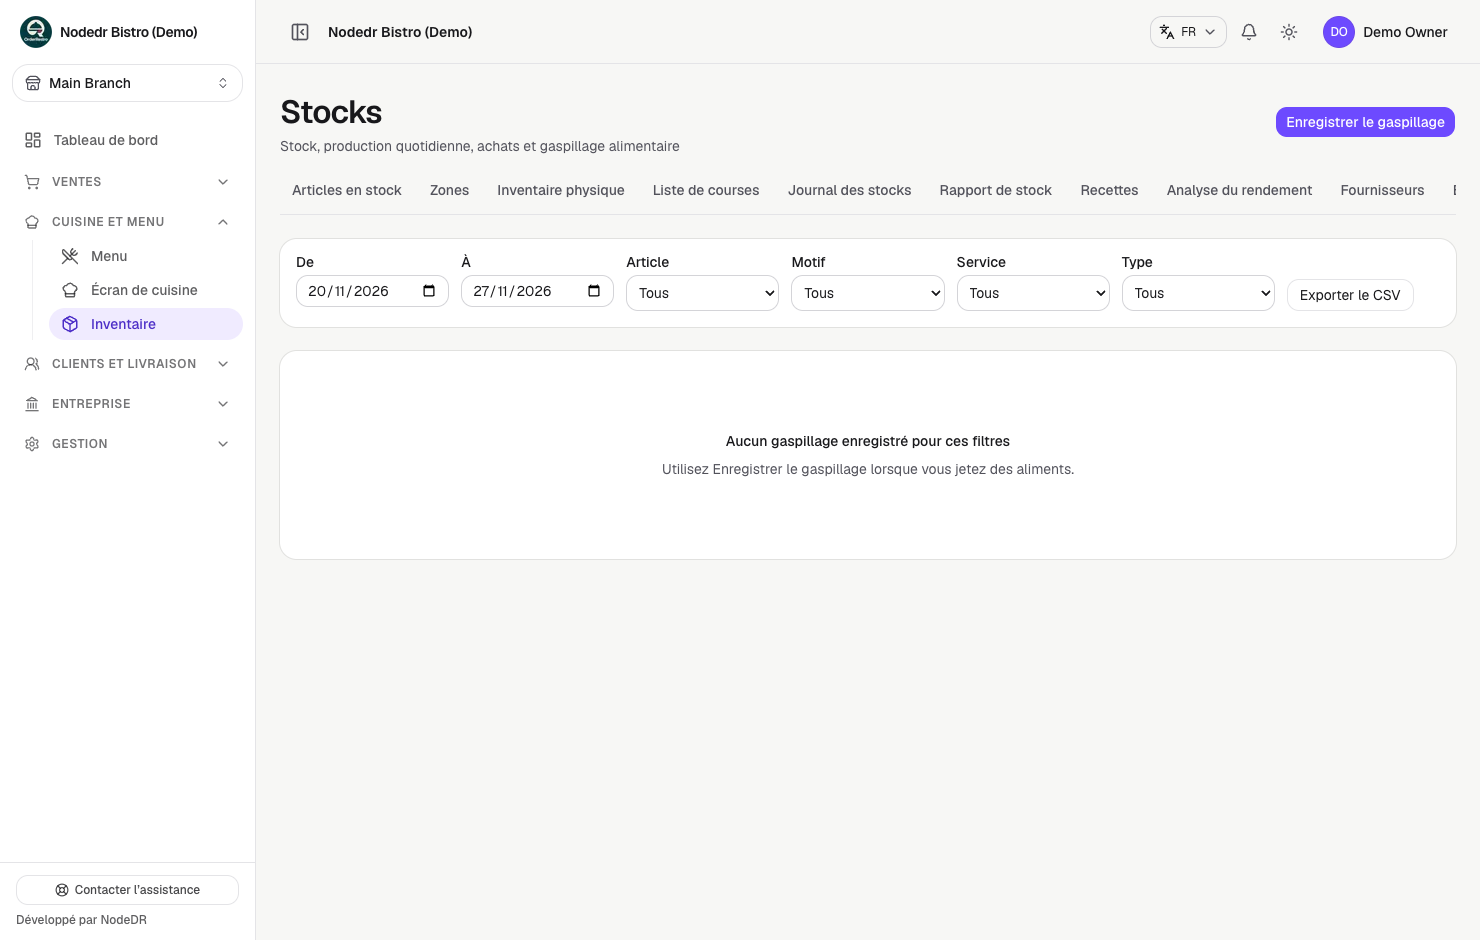 Nodedr Bistro (Demo)
Main Branch
Tableau de bord
VENTES
CUISINE ET MENU
Menu
Écran de cuisine
Inventaire
CLIENTS ET LIVRAISON
ENTREPRISE
GESTION
Contacter l'assistance
Développé par NodeDR
Nodedr Bistro (Demo)
FR
DO
Demo Owner
Stocks
Stock, production quotidienne, achats et gaspillage alimentaire
Enregistrer le gaspillage
Articles en stock Zones Inventaire physique Liste de courses Journal des stocks Rapport de stock Recettes Analyse du rendement Fournisseurs
De À Article Motif Service Type
20/11/2026 27/11/2026 Tous Tous Tous Tous Exporter le CSV
Aucun gaspillage enregistré pour ces filtres
Utilisez Enregistrer le gaspillage lorsque vous jetez des aliments.